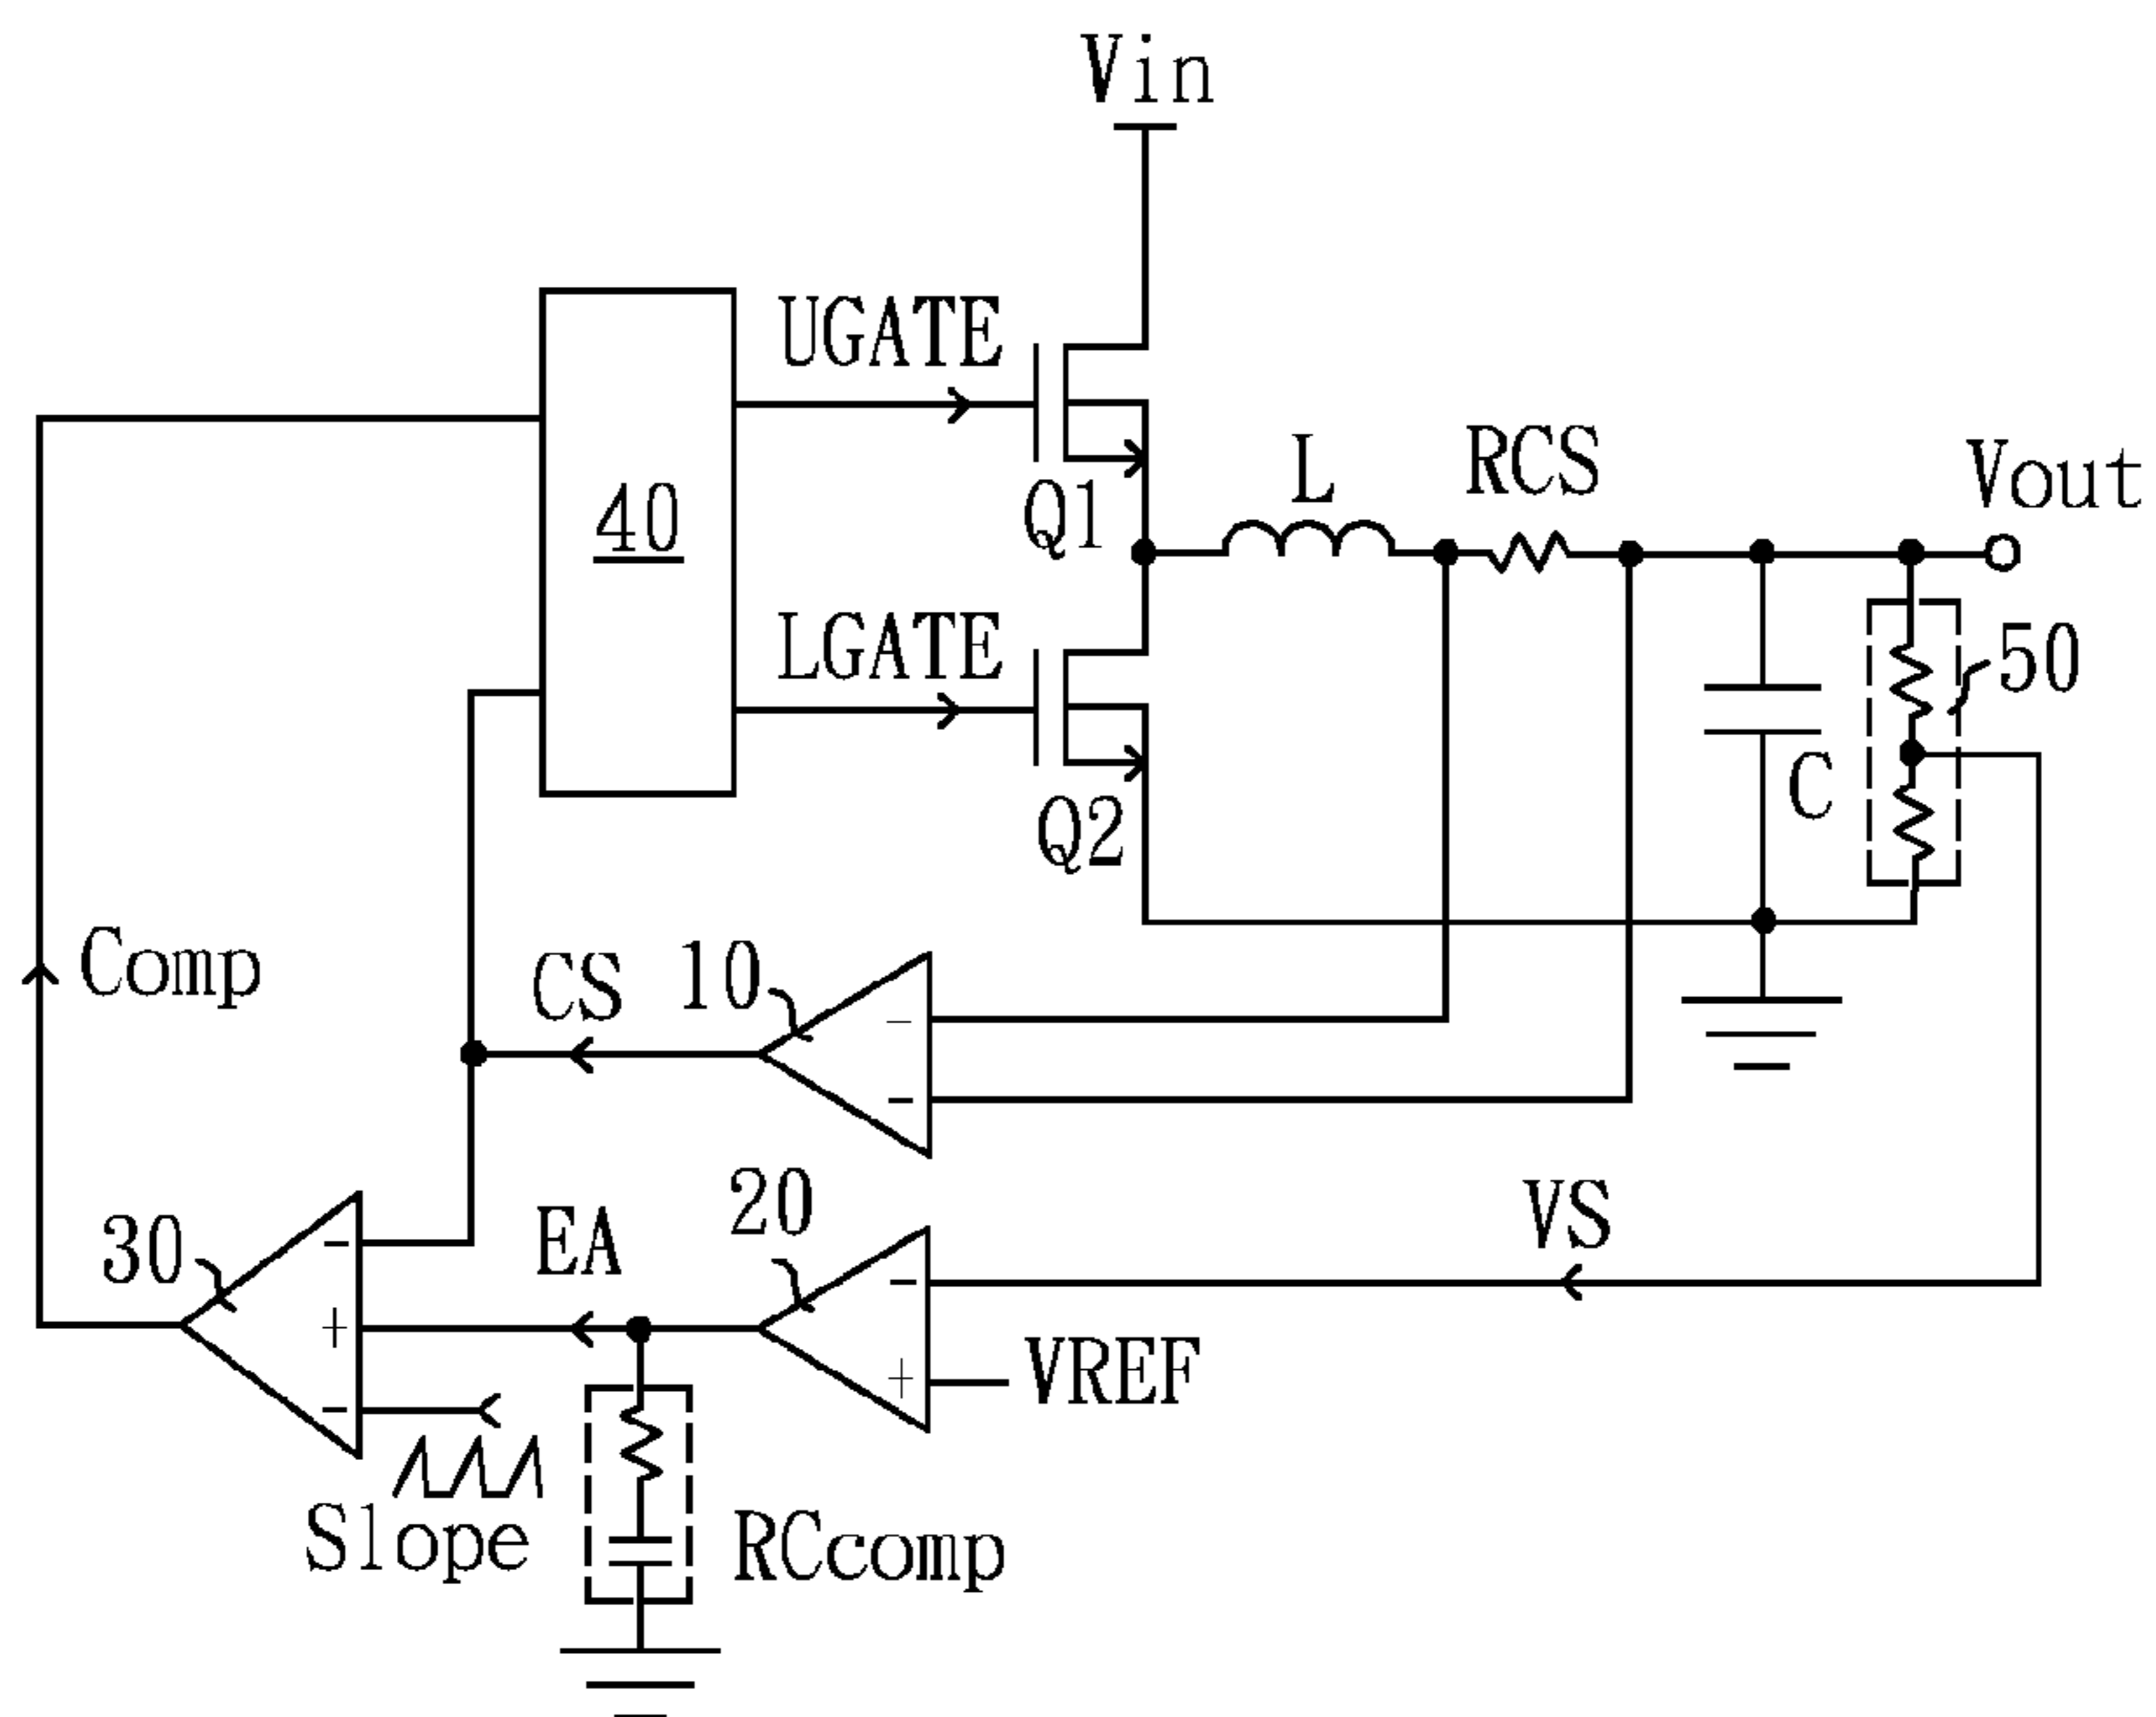 Vin
UGATE
40
Q1
L
RCS
Vout
LGATE
50
Q2
C
Comp
CS
10
-
-
30
-
+
-
EA
20
-
+
VS
VREF
Slope
RCcomp